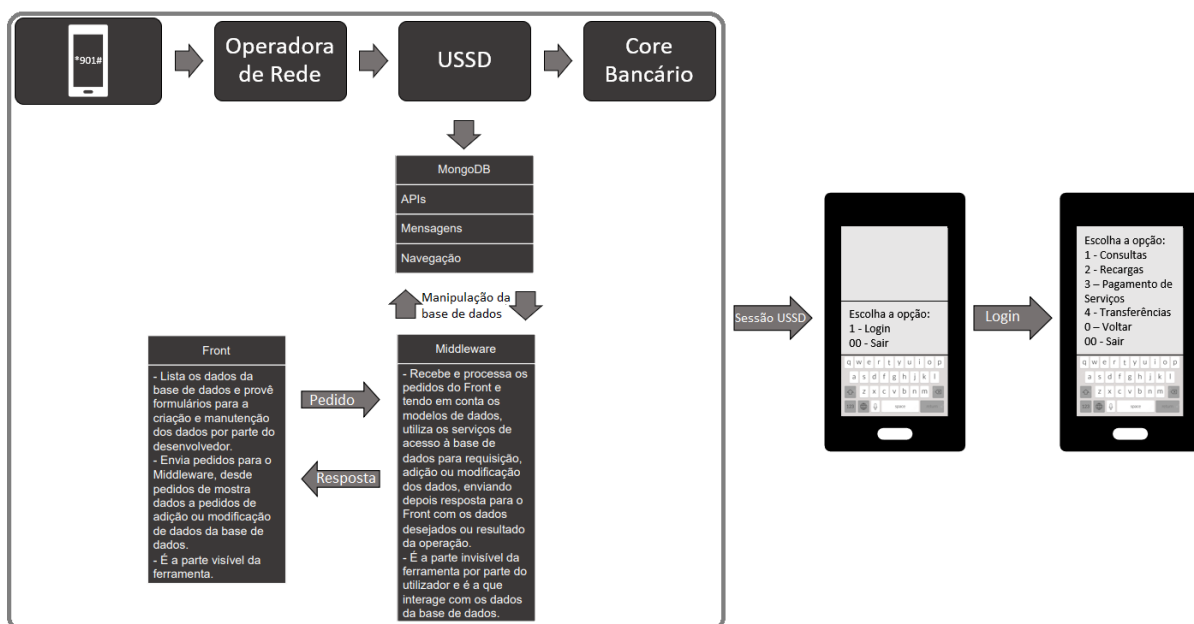 *901#
Operadora
de Rede
USSD
Core
Bancário
MongoDB
APIs
Mensagens
Navegação
Manipulação da
base de dados
Front
- Lista os dados da
base de dados e provê
formulários para a
criação e manutenção
dos dados por parte do
desenvolvedor.
- Envia pedidos para o
Middleware, desde
pedidos de mostra
dados a pedidos de
adição ou modificação
de dados da base de
dados.
- É a parte visível da
ferramenta.
Pedido
Resposta
Middleware
- Recebe e processa os
pedidos do Front e
tendo em conta os
modelos de dados,
utiliza os serviços de
acesso à base de
dados para requisição,
adição ou modificação
dos dados, enviando
depois resposta para o
Front com os dados
desejados ou resultado
da operação.
- É a parte invisível da
ferramenta por parte do
utilizador e é a que
interage com os dados
da base de dados.
Sessão USSD
Escolha a opção:
1 - Login
00 - Sair
q w e r t y u i o p
a s d f g h j k l
z x c v b n m
space
Login
Escolha a opção:
1 - Consultas
2 - Recargas
3 – Pagamento de
Serviços
4 - Transferências
0 – Voltar
00 - Sair
q w e r t y u i o p
a s d f g h j k l
z x c v b n m
space